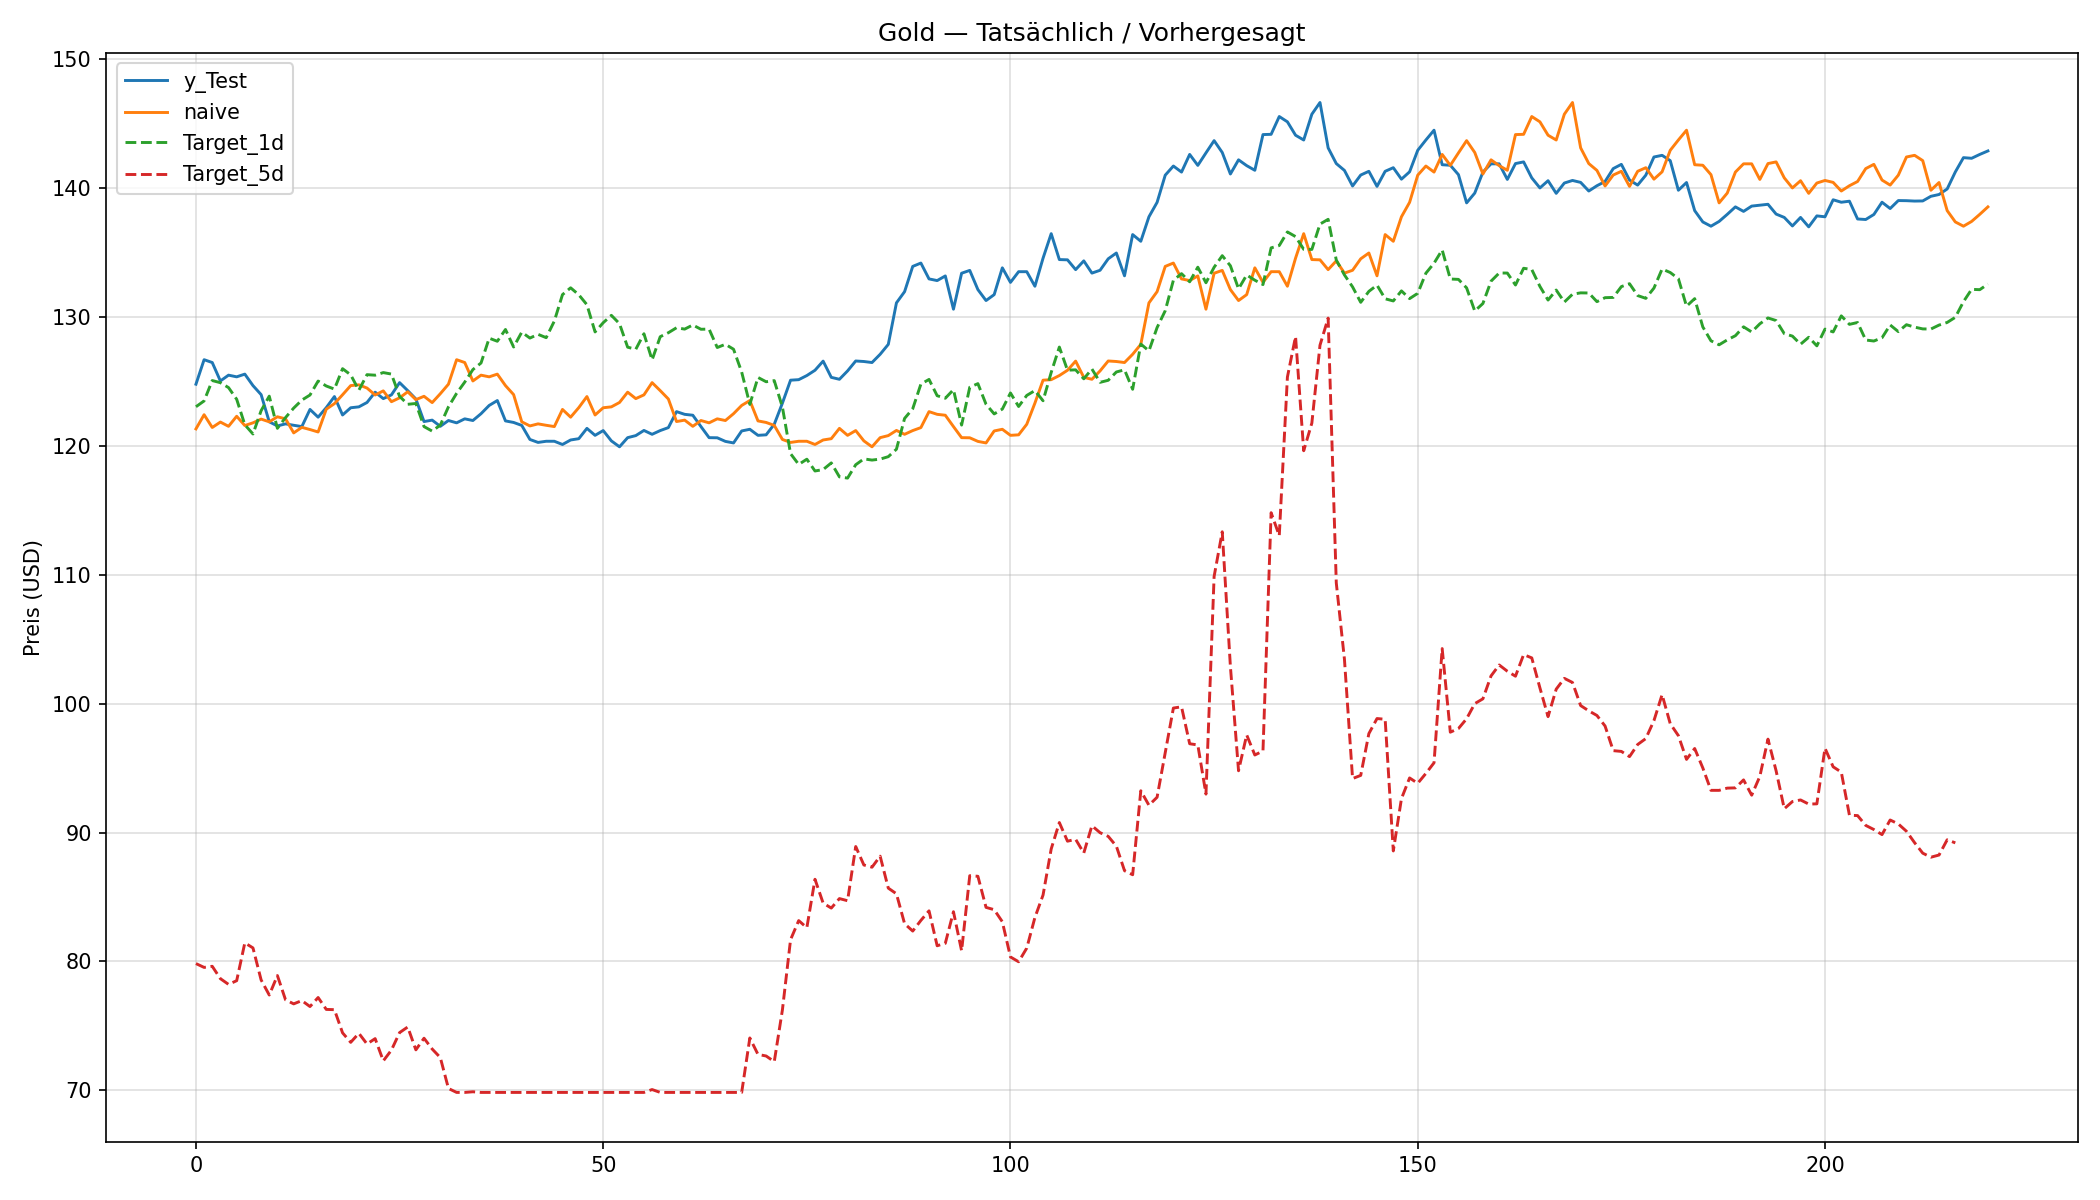 Gold — Tatsächlich / Vorhergesagt
y_Test
naive
Target_1d
Target_5d
Preis (USD)
150
140
130
120
110
100
90
80
70
0 50 100 150 200